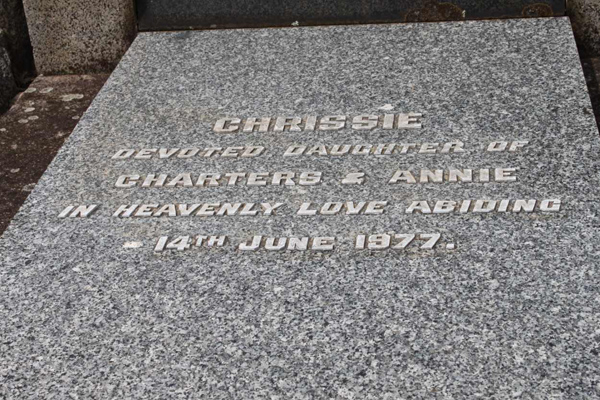 CHRISSIE
DEVOTED DAUGHTER OF
CHARTERS & ANNIE
IN HEAVENLY LOVE ABIDING
14TH JUNE 1977.